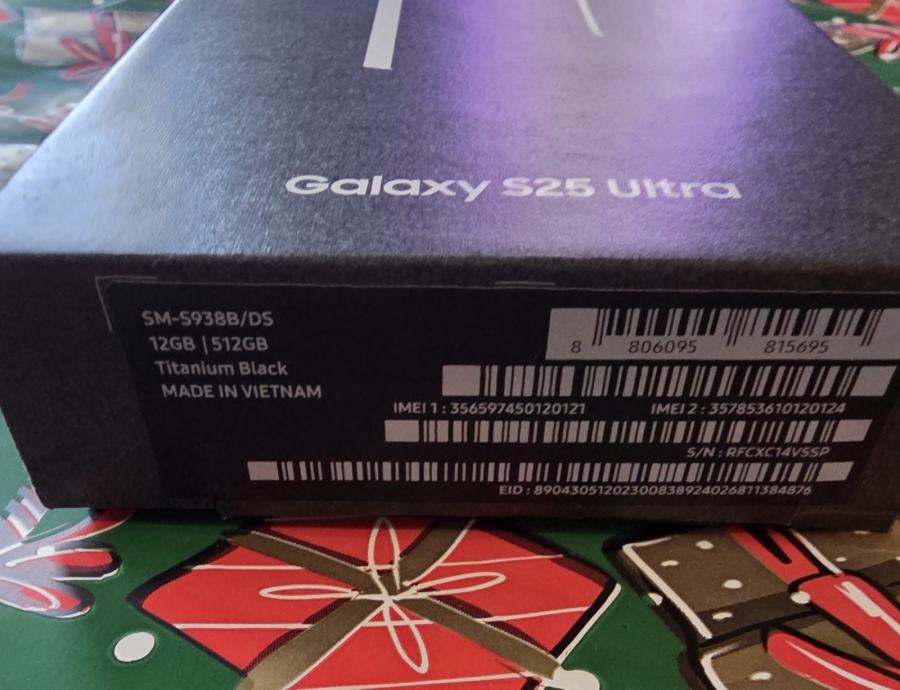 Galaxy S25 Ultra
SM-S938B/DS
12GB | 512GB
Titanium Black
MADE IN VIETNAM
8 806095 815695
IMEI 1 : 356597450120121 IMEI 2 : 357853610120124
S/N : RFCXC14V5SP
EID : 89043051202300838924026811384876